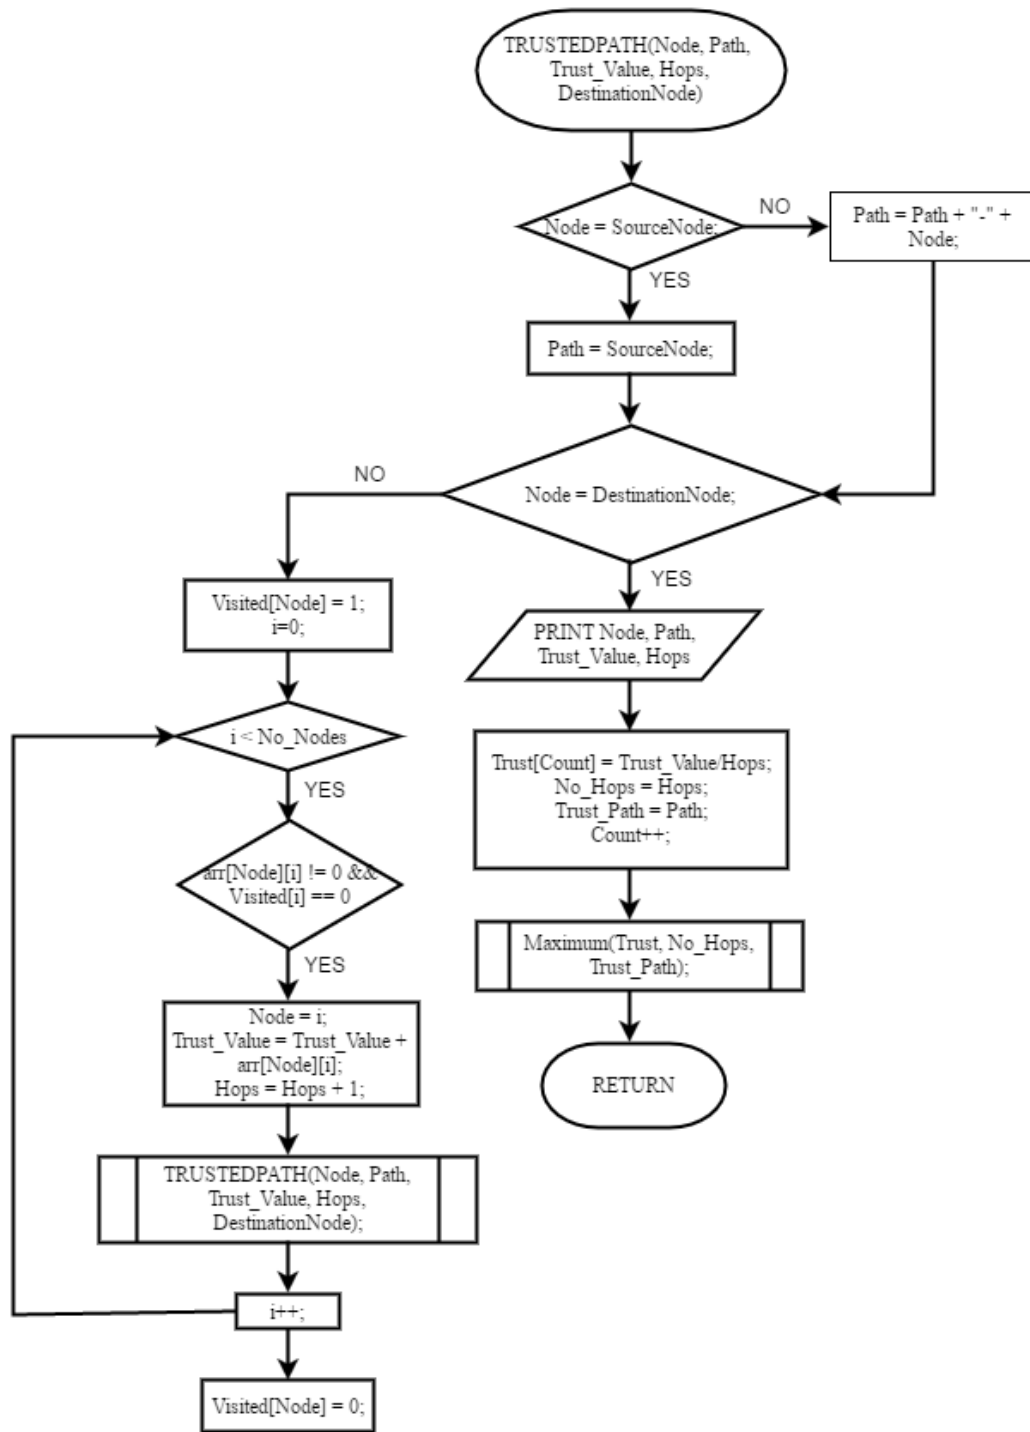 TRUSTEDPATH(Node, Path,
Trust_Value, Hops,
DestinationNode)
Node = SourceNode;
NO
Path = Path + "-" +
Node;
YES
Path = SourceNode;
Node = DestinationNode;
NO
YES
Visited[Node] = 1;
i=0;
PRINT Node, Path,
Trust_Value, Hops
i < No_Nodes
YES
Trust[Count] = Trust_Value/Hops;
No_Hops = Hops;
Trust_Path = Path;
Count++;
arr[Node][i] != 0 &&
Visited[i] == 0
YES
Maximum(Trust, No_Hops,
Trust_Path);
Node = i;
Trust_Value = Trust_Value +
arr[Node][i];
Hops = Hops + 1;
RETURN
TRUSTEDPATH(Node, Path,
Trust_Value, Hops,
DestinationNode);
i++;
Visited[Node] = 0;